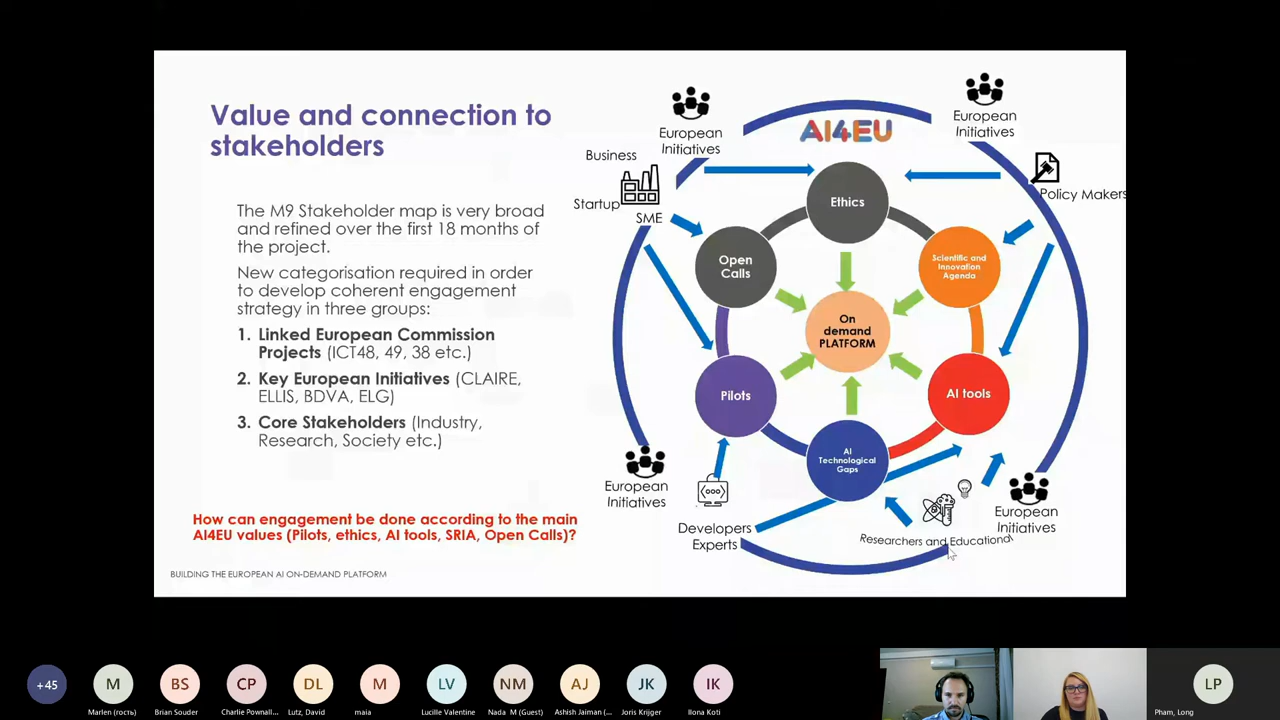 Value and connection to
stakeholders
The M9 Stakeholder map is very broad
and refined over the first 18 months of
the project.
New categorisation required in order
to develop coherent engagement
strategy in three groups:
1. Linked European Commission
Projects (ICT48, 49, 38 etc.)
2. Key European Initiatives (CLAIRE,
ELLIS, BDVA, ELG)
3. Core Stakeholders (Industry,
Research, Society etc.)
How can engagement be done according to the main
AI4EU values (Pilots, ethics, AI tools, SRIA, Open Calls)?
BUILDING THE EUROPEAN AI ON-DEMAND PLATFORM
AI4EU
European
Initiatives
European
Initiatives
Business
Startup
SME
Policy Makers
Ethics
Open
Calls
Scientific and
Innovation
Agenda
On
demand
PLATFORM
Pilots
AI tools
AI
Technological
Gaps
European
Initiatives
Developers
Experts
Researchers and Educational
European
Initiatives
+45
M
BS
CP
DL
M
LV
NM
AJ
JK
IK
LP
Marlen (гость)
Brian Souder
Charlie Pownall...
Lutz, David
maia
Lucille Valentine
Nada M (Guest)
Ashish Jaiman (...
Joris Krijger
Ilona Koti
Pham, Long